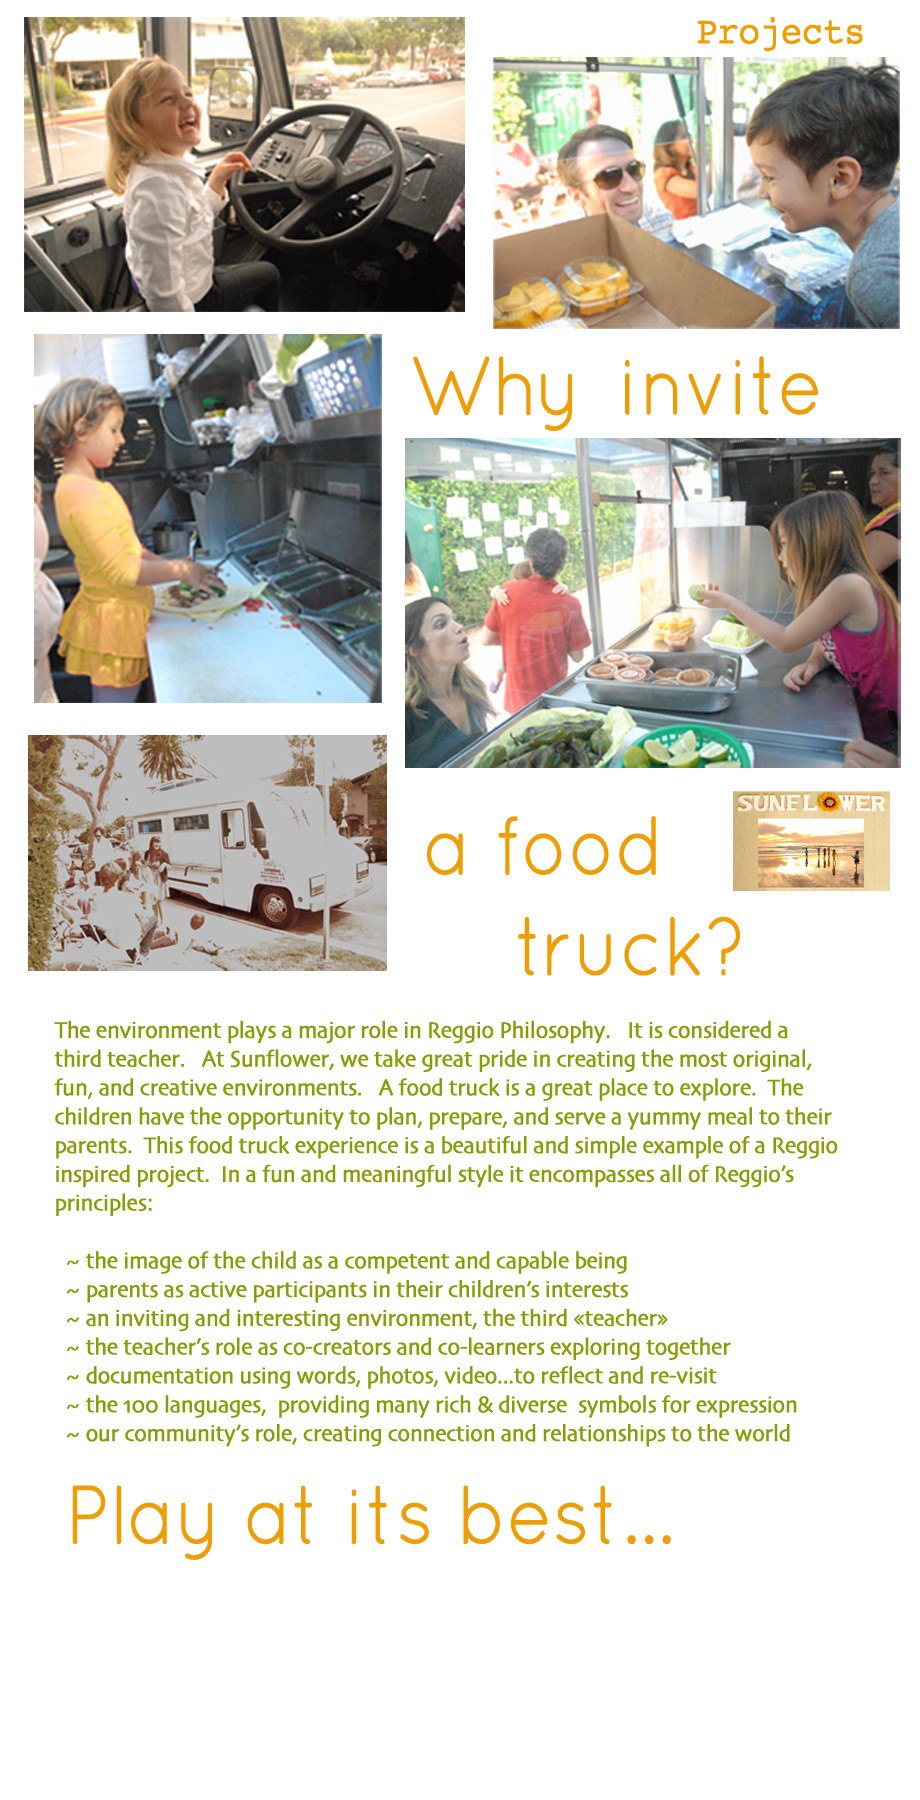 Projects
Why invite
SUNFLOWER
a food
truck?
The environment plays a major role in Reggio Philosophy. It is considered a
third teacher. At Sunflower, we take great pride in creating the most original,
fun, and creative environments. A food truck is a great place to explore. The
children have the opportunity to plan, prepare, and serve a yummy meal to their
parents. This food truck experience is a beautiful and simple example of a Reggio
inspired project. In a fun and meaningful style it encompasses all of Reggio's
principles:
~ the image of the child as a competent and capable being
~ parents as active participants in their children's interests
~ an inviting and interesting environment, the third «teacher»
~ the teacher's role as co-creators and co-learners exploring together
~ documentation using words, photos, video...to reflect and re-visit
~ the 100 languages, providing many rich & diverse symbols for expression
~ our community's role, creating connection and relationships to the world
Play at its best...